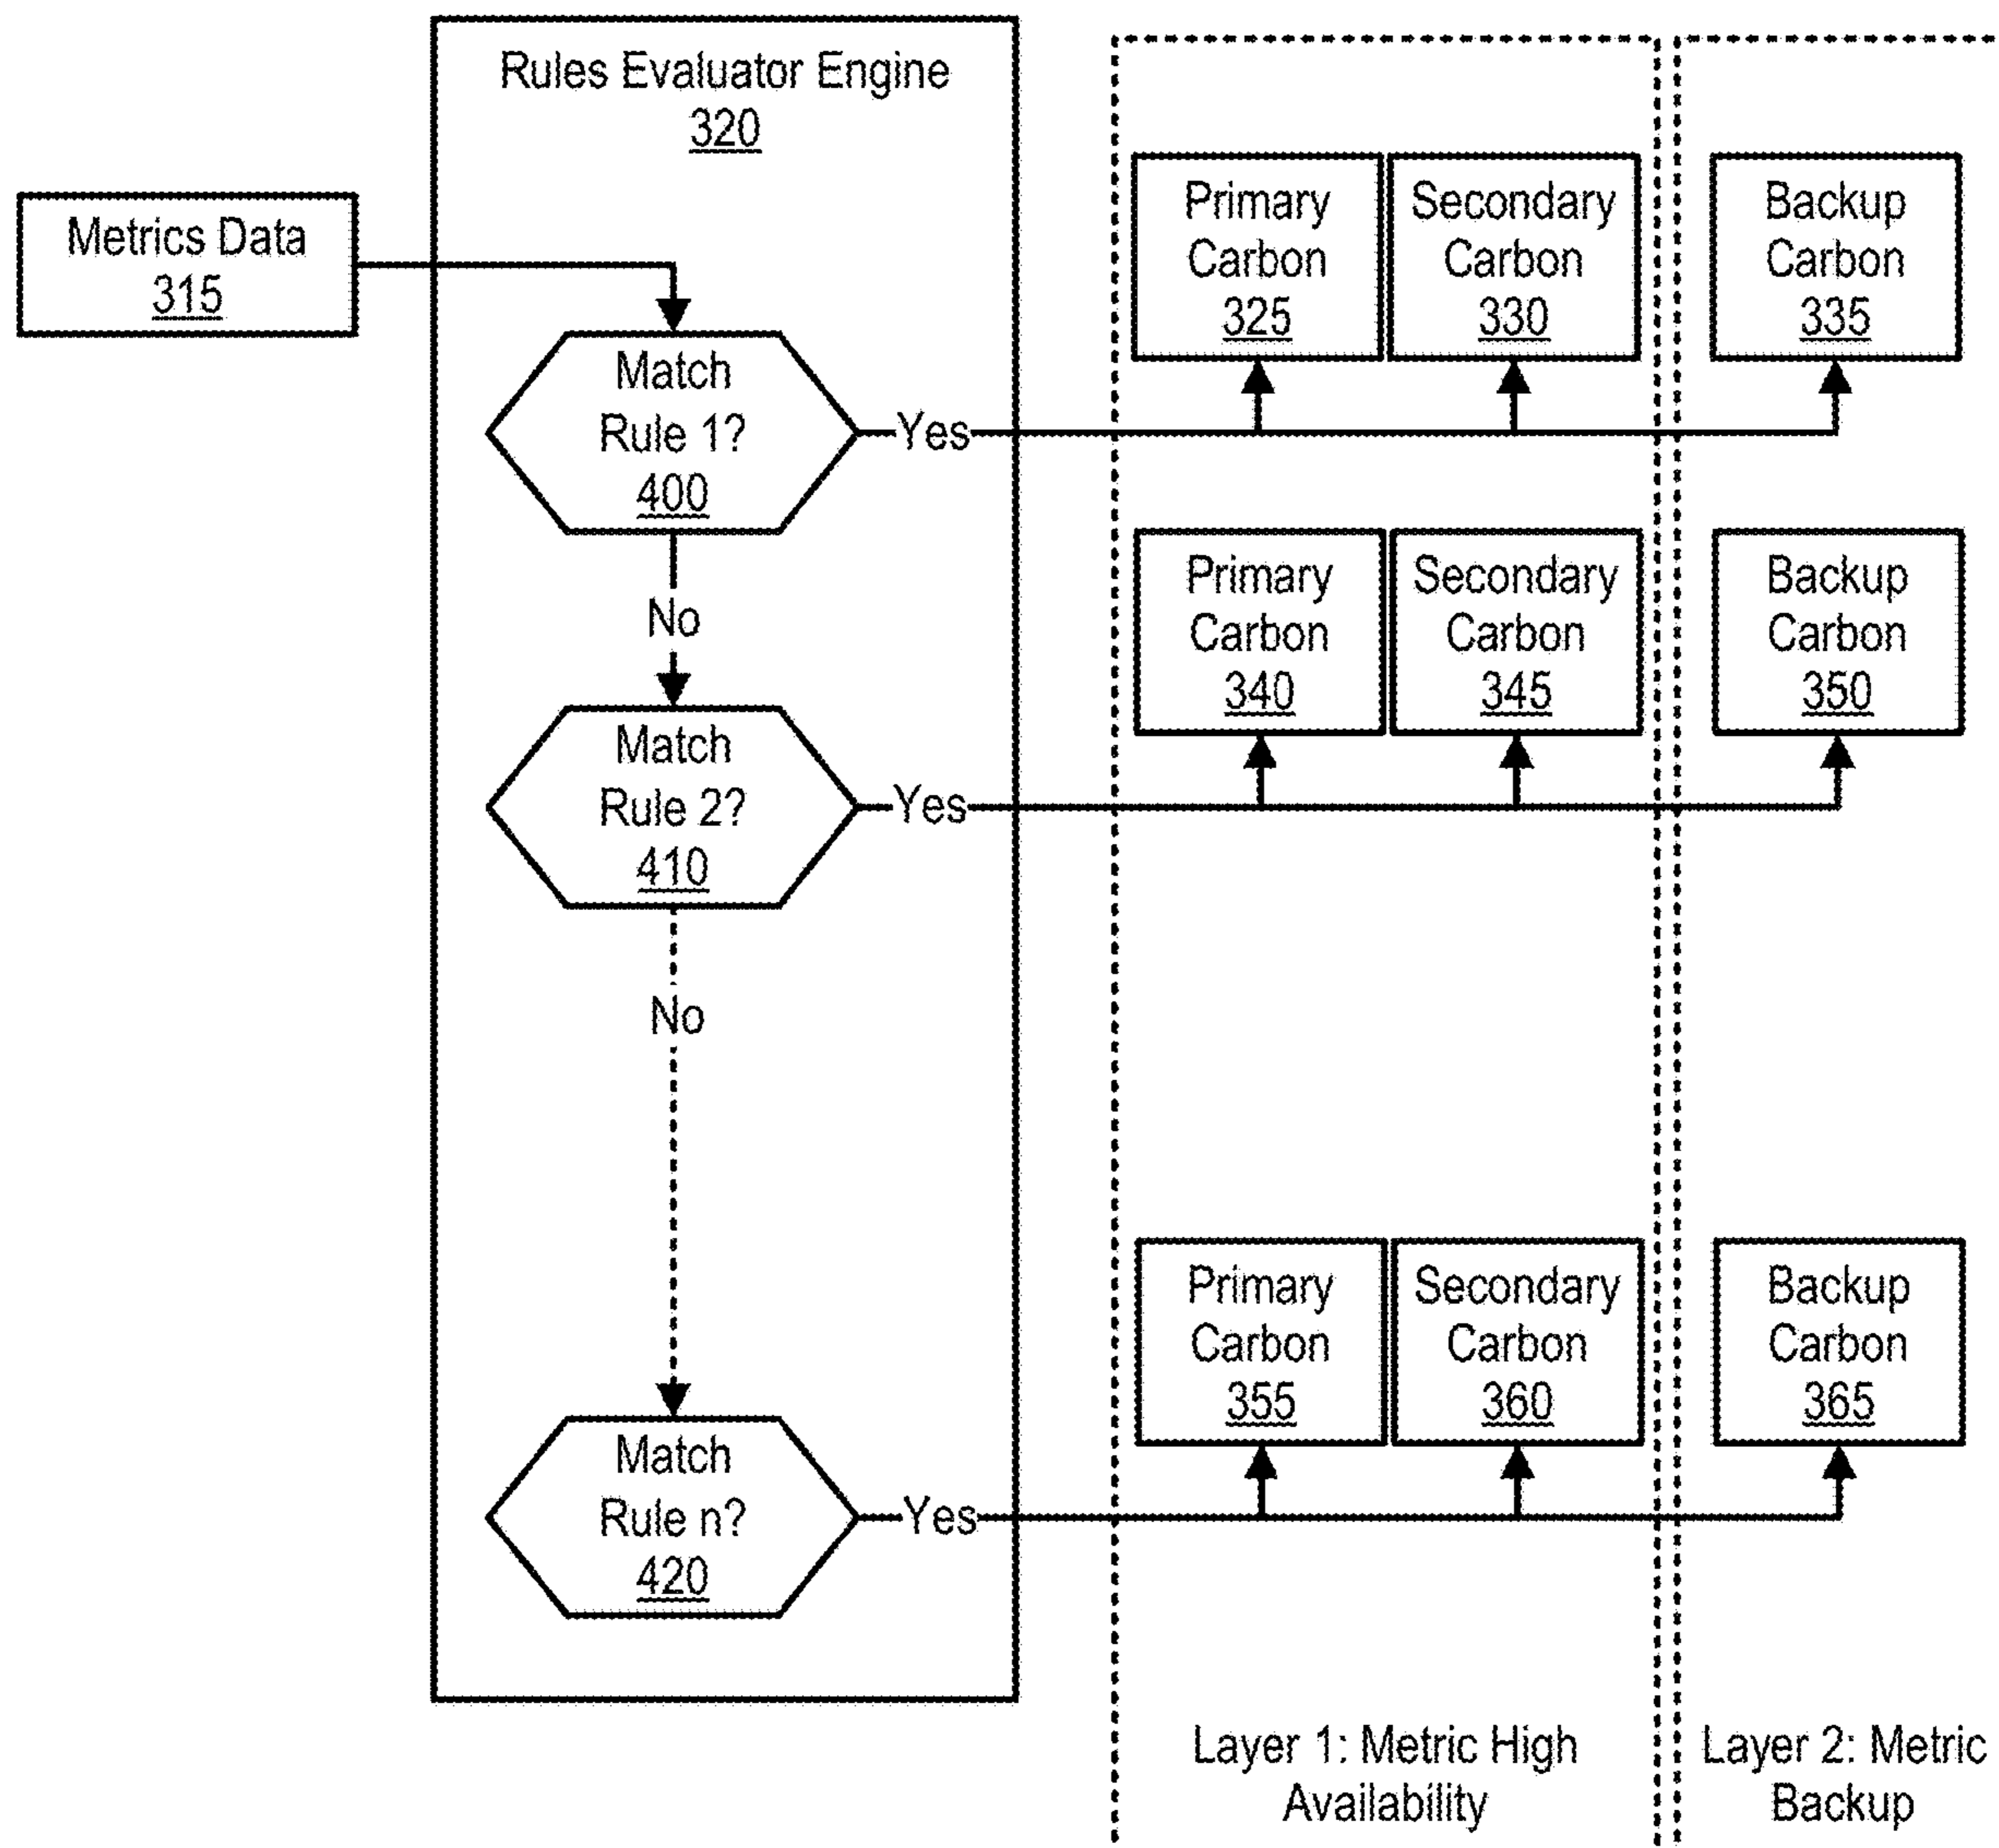 Rules Evaluator Engine
320
Metrics Data
315
Match
Rule 1?
400
Yes
No
Match
Rule 2?
410
Yes
No
Match
Rule n?
420
Yes
Primary
Carbon
325
Secondary
Carbon
330
Backup
Carbon
335
Primary
Carbon
340
Secondary
Carbon
345
Backup
Carbon
350
Primary
Carbon
355
Secondary
Carbon
360
Backup
Carbon
365
Layer 1: Metric High
Availability
Layer 2: Metric
Backup